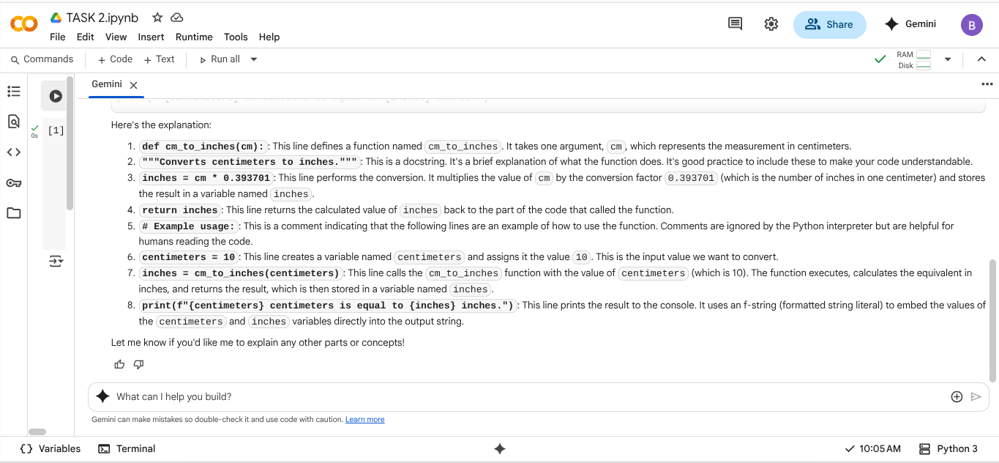 TASK 2.ipynb
Share
Gemini
B
File Edit View Insert Runtime Tools Help
Commands + Code + Text Run all
RAM
Disk
Gemini
0s [1]
Here's the explanation:
1. def cm_to_inches(cm): : This line defines a function named cm_to_inches. It takes one argument, cm, which represents the measurement in centimeters.
2. """Converts centimeters to inches.""" : This is a docstring. It's a brief explanation of what the function does. It's good practice to include these to make your code understandable.
3. inches = cm * 0.393701 : This line performs the conversion. It multiplies the value of cm by the conversion factor 0.393701 (which is the number of inches in one centimeter) and stores
the result in a variable named inches.
4. return inches : This line returns the calculated value of inches back to the part of the code that called the function.
5. # Example usage: : This is a comment indicating that the following lines are an example of how to use the function. Comments are ignored by the Python interpreter but are helpful for
humans reading the code.
6. centimeters = 10 : This line creates a variable named centimeters and assigns it the value 10. This is the input value we want to convert.
7. inches = cm_to_inches(centimeters) : This line calls the cm_to_inches function with the value of centimeters (which is 10). The function executes, calculates the equivalent in
inches, and returns the result, which is then stored in a variable named inches.
8. print(f"{centimeters} centimeters is equal to {inches} inches.") : This line prints the result to the console. It uses an f-string (formatted string literal) to embed the values of
the centimeters and inches variables directly into the output string.
Let me know if you'd like me to explain any other parts or concepts!
What can I help you build?
Gemini can make mistakes so double-check it and use code with caution. Learn more
Variables Terminal
10:05 AM Python 3